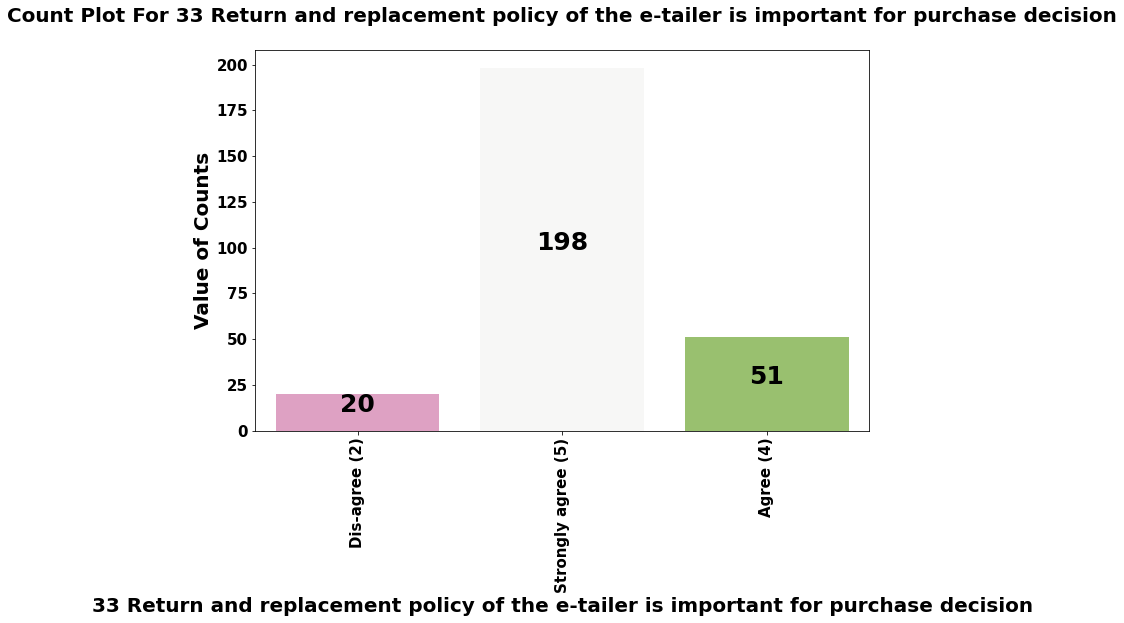 Count Plot For 33 Return and replacement policy of the e-tailer is important for purchase decision
Value of Counts
200
175
150
125
100
75
50
25
0
20
198
51
Dis-agree (2)
Strongly agree (5)
Agree (4)
33 Return and replacement policy of the e-tailer is important for purchase decision